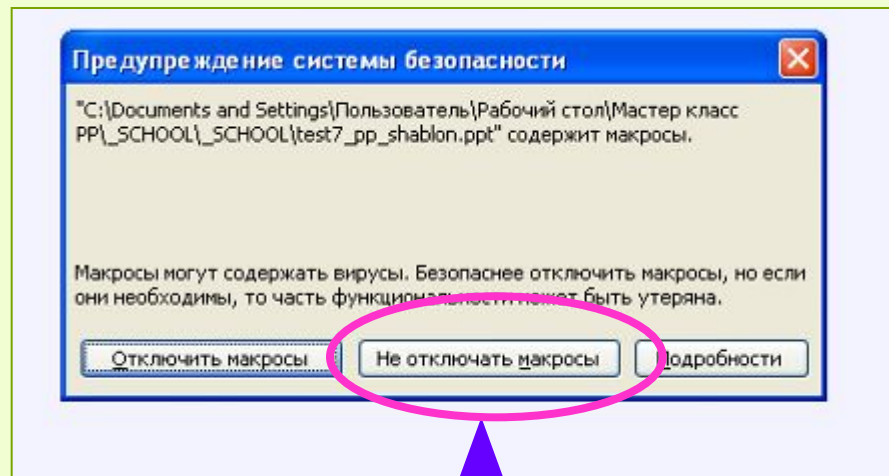 Предупреждение системы безопасности
"C:\Documents and Settings\Пользователь\Рабочий стол\Мастер класс
PP\_SCHOOL\_SCHOOL\test7_pp_shablon.ppt" содержит макросы.
Макросы могут содержать вирусы. Безопаснее отключить макросы, но если
они необходимы, то часть функциональности может быть утеряна.
Отключить макросы Не отключать макросы Подробности